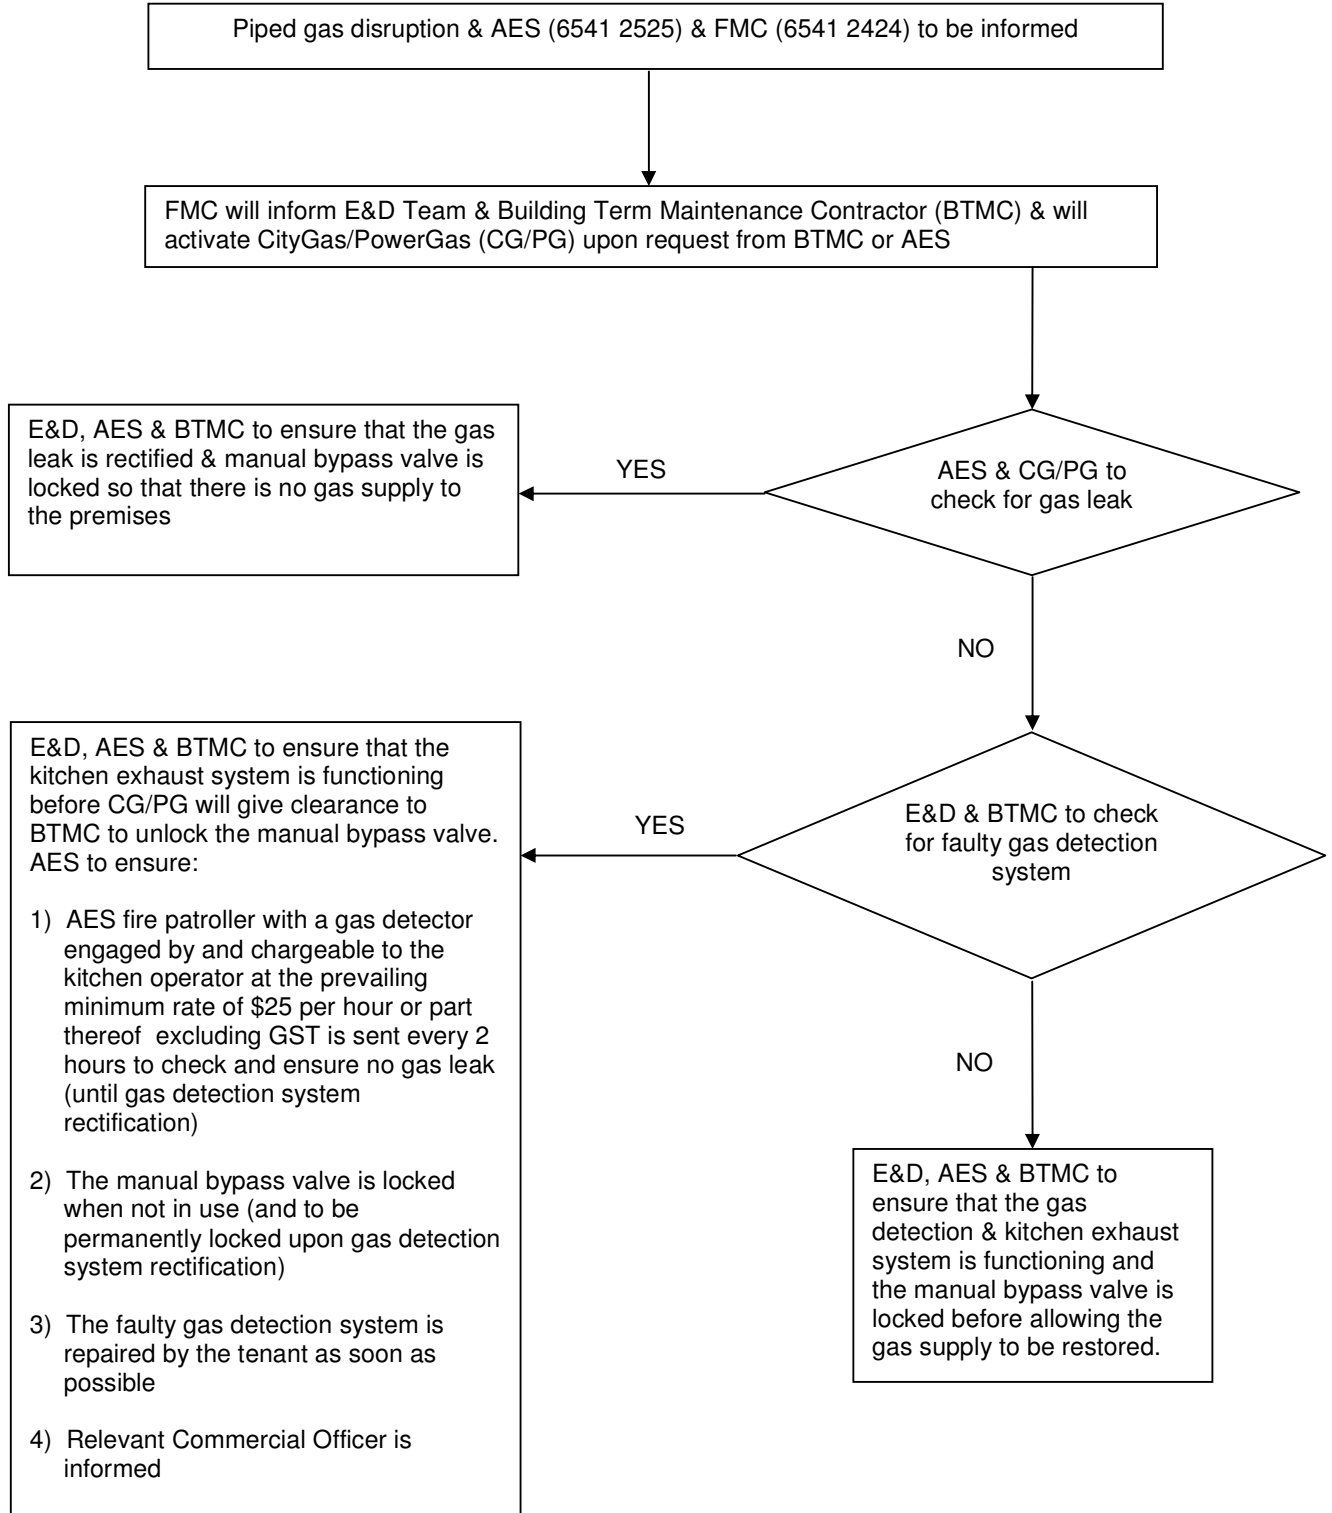 Piped gas disruption & AES (6541 2525) & FMC (6541 2424) to be informed
FMC will inform E&D Team & Building Term Maintenance Contractor (BTMC) & will
activate CityGas/PowerGas (CG/PG) upon request from BTMC or AES
E&D, AES & BTMC to ensure that the gas
leak is rectified & manual bypass valve is
locked so that there is no gas supply to
the premises
YES
AES & CG/PG to
check for gas leak
NO
E&D, AES & BTMC to ensure that the
kitchen exhaust system is functioning
before CG/PG will give clearance to
BTMC to unlock the manual bypass valve.
AES to ensure:
1) AES fire patroller with a gas detector
engaged by and chargeable to the
kitchen operator at the prevailing
minimum rate of $25 per hour or part
thereof excluding GST is sent every 2
hours to check and ensure no gas leak
(until gas detection system
rectification)
2) The manual bypass valve is locked
when not in use (and to be
permanently locked upon gas detection
system rectification)
3) The faulty gas detection system is
repaired by the tenant as soon as
possible
4) Relevant Commercial Officer is
informed
YES
E&D & BTMC to check
for faulty gas detection
system
NO
E&D, AES & BTMC to
ensure that the gas
detection & kitchen exhaust
system is functioning and
the manual bypass valve is
locked before allowing the
gas supply to be restored.